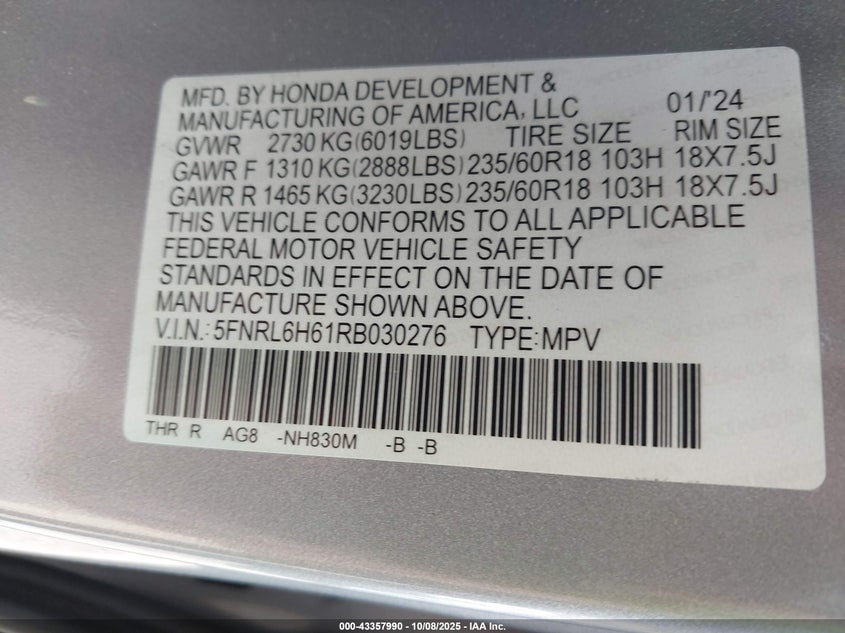 MFD. BY HONDA DEVELOPMENT &
MANUFACTURING OF AMERICA, LLC 01/'24
GVWR 2730 KG(6019LBS) TIRE SIZE RIM SIZE
GAWR F 1310 KG(2888LBS) 235/60R18 103H 18X7.5J
GAWR R 1465 KG(3230LBS) 235/60R18 103H 18X7.5J
THIS VEHICLE CONFORMS TO ALL APPLICABLE
FEDERAL MOTOR VEHICLE SAFETY
STANDARDS IN EFFECT ON THE DATE OF
MANUFACTURE SHOWN ABOVE.
V.I.N.: 5FNRL6H61RB030276 TYPE: MPV
THR R AG8 -NH830M -B -B
000-43357990 - 10/08/2025 - IAA Inc.